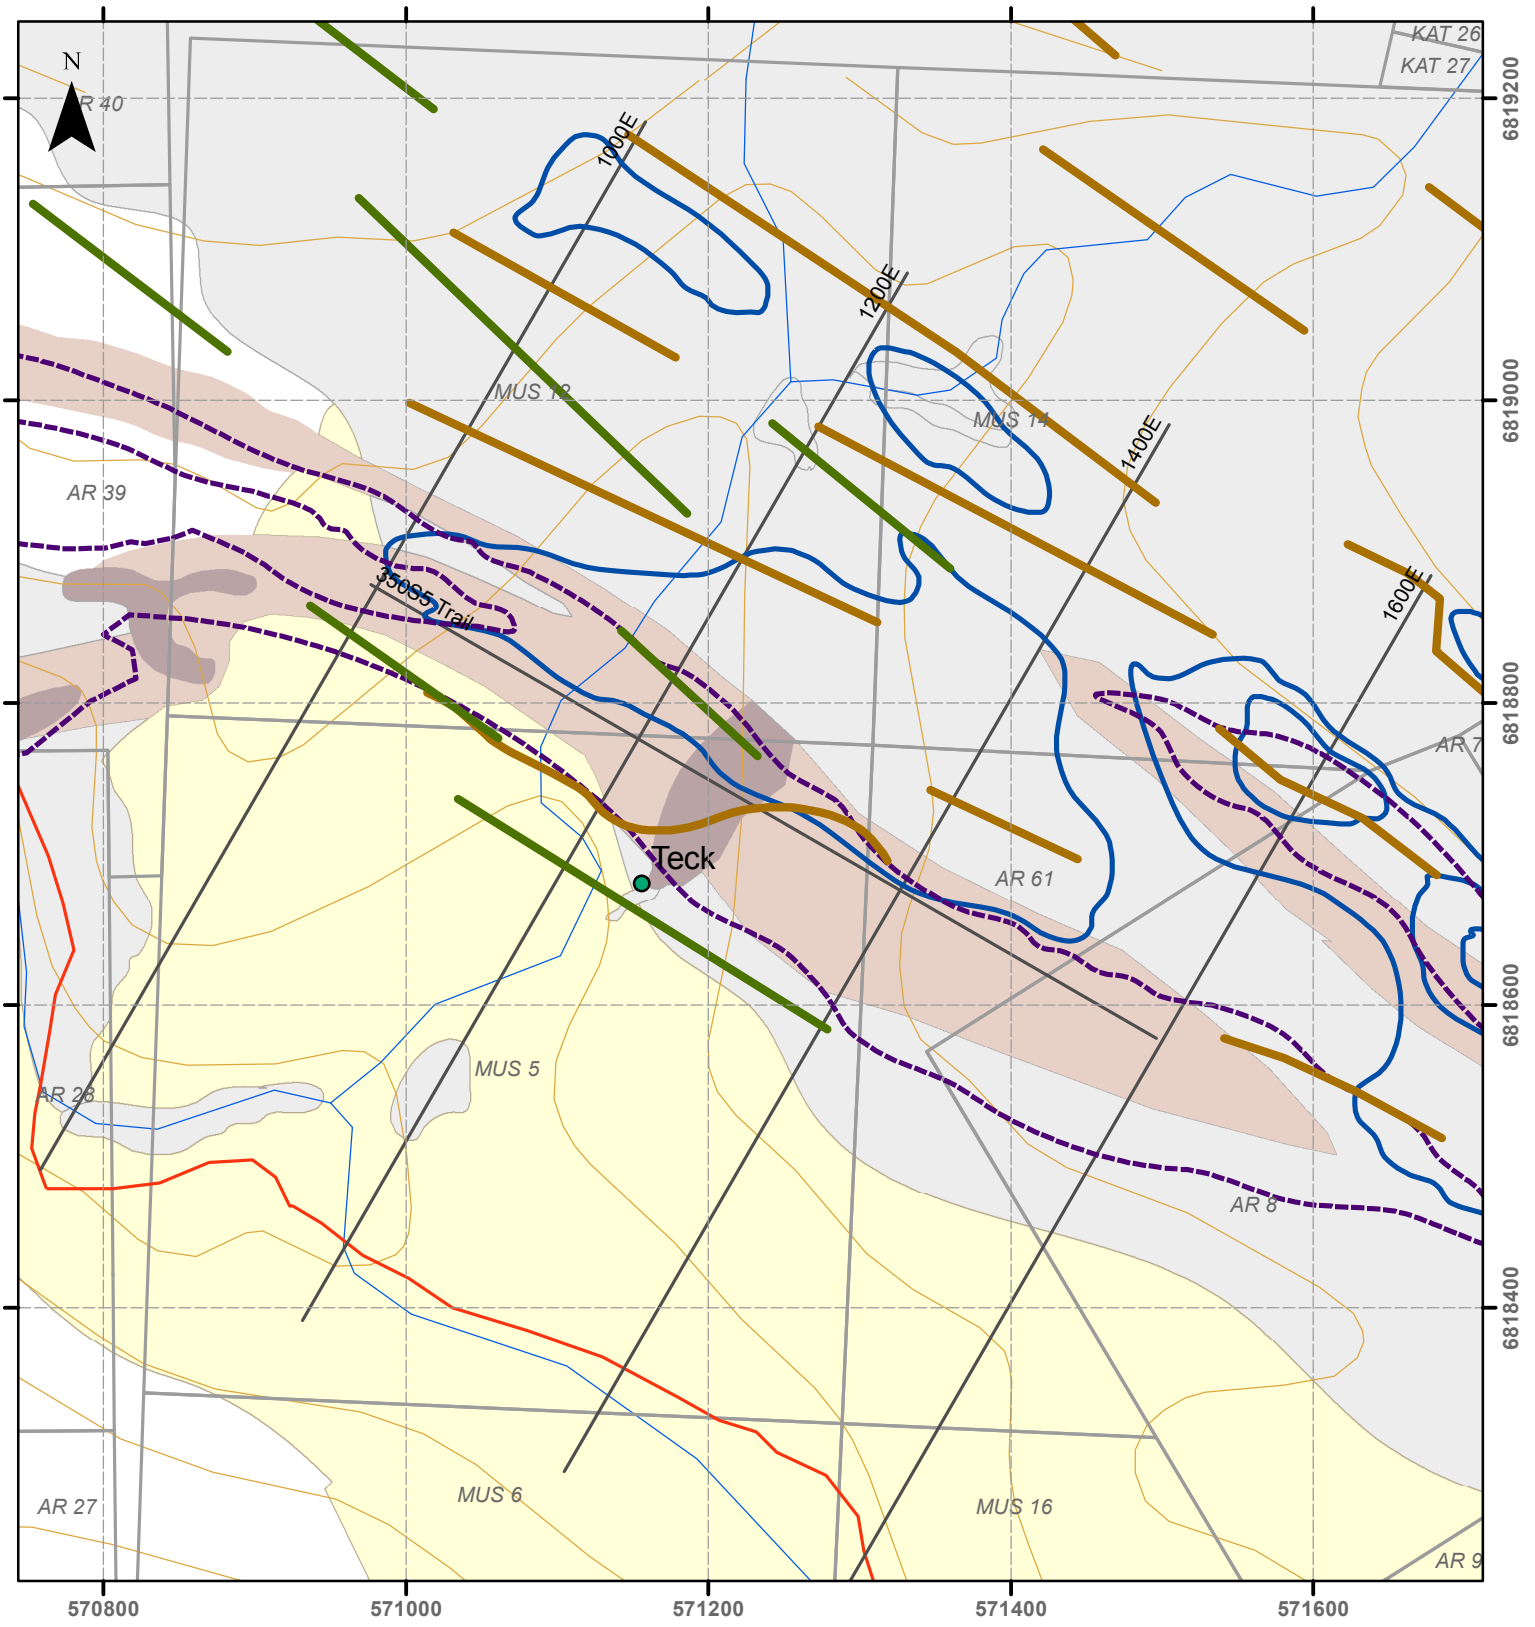 KAT 26
N
KAT 27
6819200
R 40
1000E
1200E
MUS 12
MUS 14
6819000
1400E
AR 39
350S5 Trail
1600E
6818800
AR 7
Teck
AR 61
6818600
MUS 5
AR 28
AR 8
6818400
MUS 6
AR 27
MUS 16
AR 9
570800
571000
571200
571400
571600